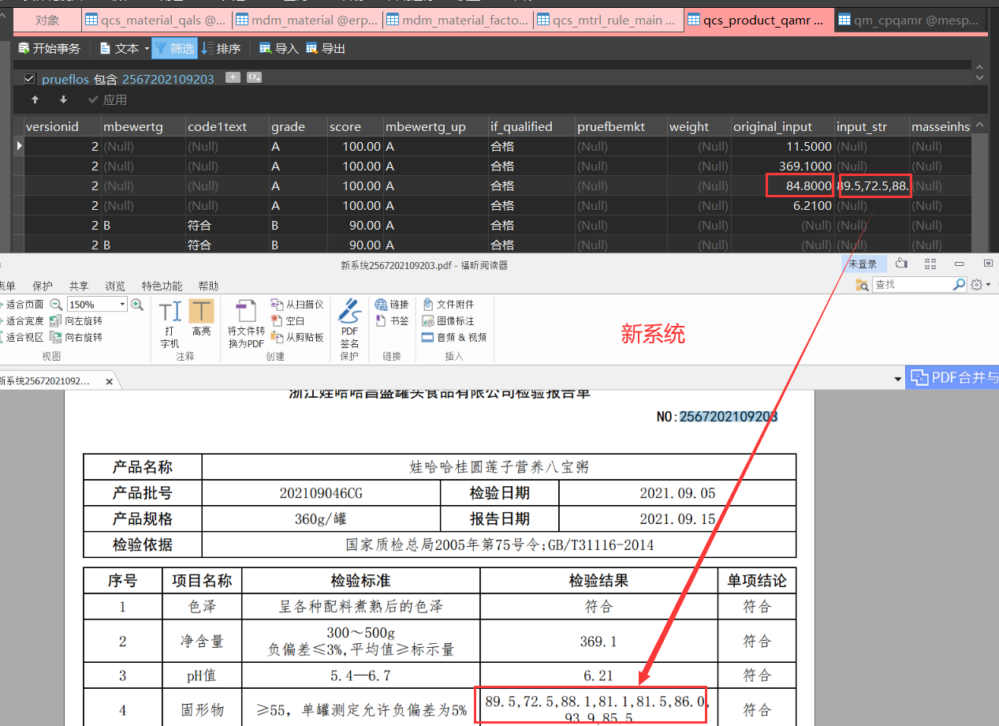 对象 qcs_material_qals @... mdm_material @erp... mdm_material_facto... qcs_mtrl_rule_main ... qcs_product_qamr ... qm_cpqamr @mesp...
开始事务 文本 筛选 排序 导入 导出
prueflos 包含 2567202109203
应用
versionid mbewertg code1text grade score mbewertg_up if_qualified pruefbemkt weight original_input input_str masseinhs
2 (Null) (Null) A 100.00 A 合格 (Null) (Null) 11.5000 (Null) (Null)
2 (Null) (Null) A 100.00 A 合格 (Null) (Null) 369.1000 (Null) (Null)
2 (Null) (Null) A 100.00 A 合格 (Null) (Null) 84.8000 89.5,72.5,88. (Null)
2 (Null) (Null) A 100.00 A 合格 (Null) (Null) 6.2100 (Null) (Null)
2 B 符合 B 90.00 B 合格 (Null) (Null) (Null) (Null) (Null)
2 B 符合 B 90.00 B 合格 (Null) (Null) (Null) (Null) (Null)
新系统2567202109203.pdf - 福昕阅读器
未登录
表单 保护 共享 浏览 特色功能 帮助
查找
适合页面 150%
适合宽度 向左旋转
适合视区 向右旋转
视图
打字机 高亮
注释
将文件转换为PDF 从扫描仪 空白 从剪贴板
创建
PDF签名
保护
链接 书签
链接
文件附件 图像标注 音频 & 视频
插入
新系统
新系统25672021092...
PDF合并与
浙江娃哈哈昌盛罐头食品有限公司检验报告单
NO:2567202109203
产品名称 娃哈哈桂圆莲子营养八宝粥
产品批号 202109046CG 检验日期 2021.09.05
产品规格 360g/罐 报告日期 2021.09.15
检验依据 国家质检总局2005年第75号令;GB/T31116-2014
序号 项目名称 检验标准 检验结果 单项结论
1 色泽 呈各种配料煮熟后的色泽 符合 符合
2 净含量 300～500g
负偏差≤3%,平均值≥标示量 369.1 符合
3 pH值 5.4—6.7 6.21 符合
4 固形物 ≥55，单罐测定允许负偏差为5% 89.5,72.5,88.1,81.1,81.5,86.0,
93.9,85.5 符合